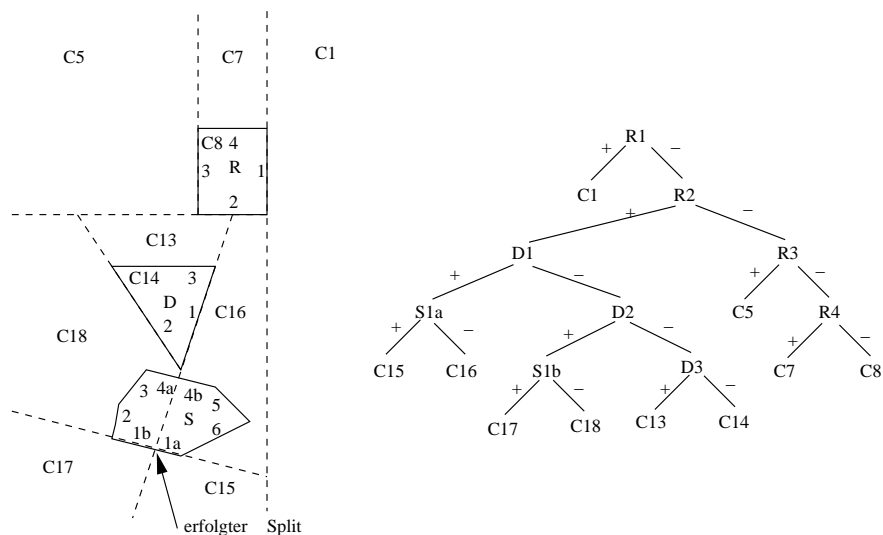 C5 C7 C1
C8 4
R
3 1
2
C13
C14 3
D
1
2
C16
C18
3 4a 4b 5
2 S
6
1b 1a
C17
C15
erfolgter Split
R1
+ −
C1 R2
+ −
D1 R3
+ − + −
S1a D2 C5 R4
+ − + − + −
C15 C16 S1b D3 C7 C8
+ − + −
C17 C18 C13 C14